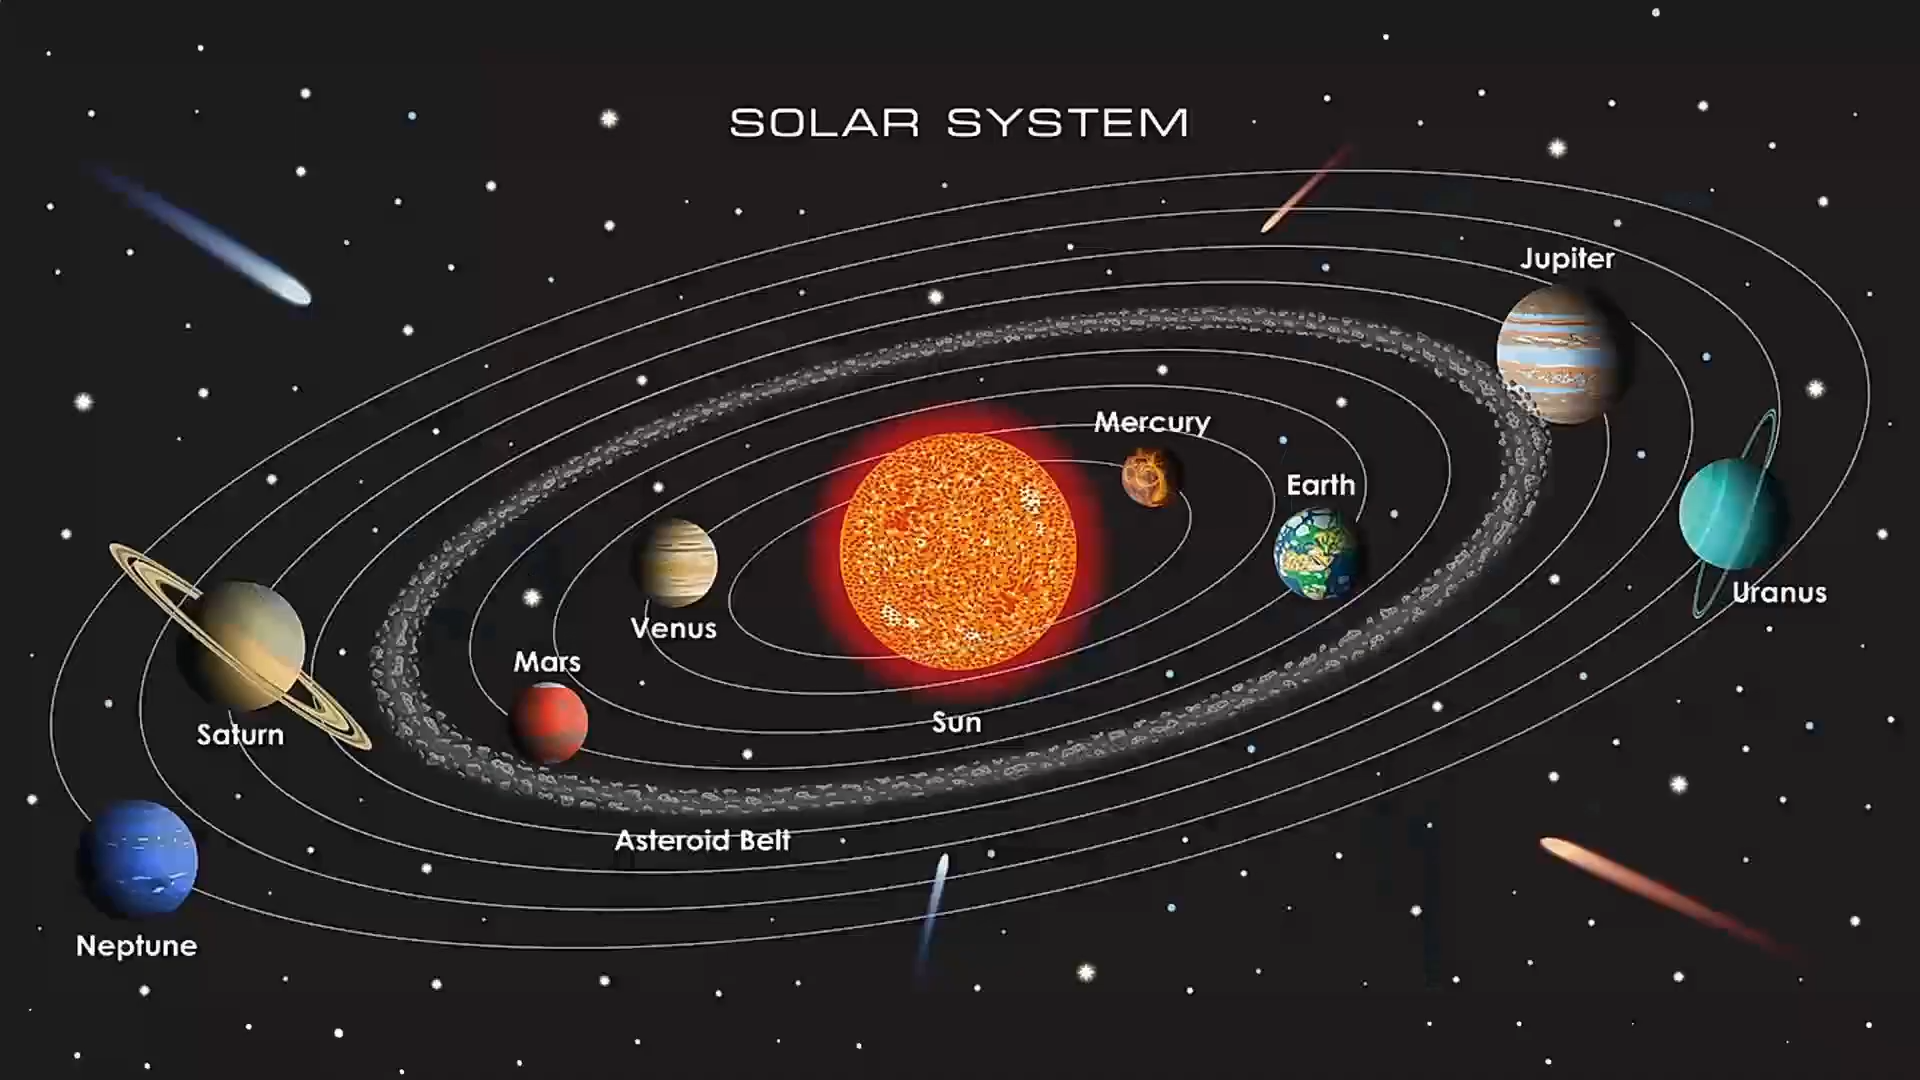 SOLAR SYSTEM
Jupiter
Mercury
Earth
Uranus
Venus
Mars
Sun
Saturn
Asteroid Belt
Neptune